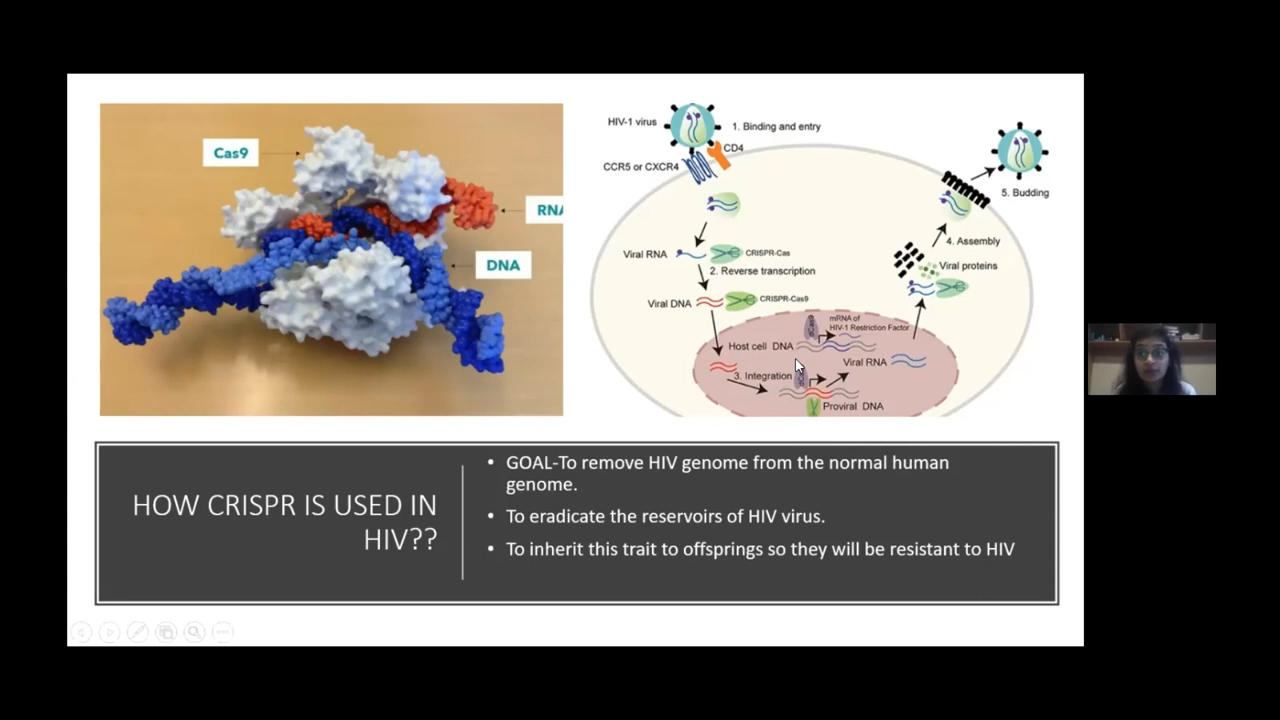 Cas9
RNA
DNA
HIV-1 virus
1. Binding and entry
CD4
CCR5 or CXCR4
5. Budding
4. Assembly
Viral RNA
CRISPR-Cas
2. Reverse transcription
Viral proteins
Viral DNA
CRISPR-Cas9
mRNA of
HIV-1 Restriction Factor
Host cell DNA
Viral RNA
3. Integration
Proviral DNA
HOW CRISPR IS USED IN
HIV??
• GOAL-To remove HIV genome from the normal human
genome.
• To eradicate the reservoirs of HIV virus.
• To inherit this trait to offsprings so they will be resistant to HIV